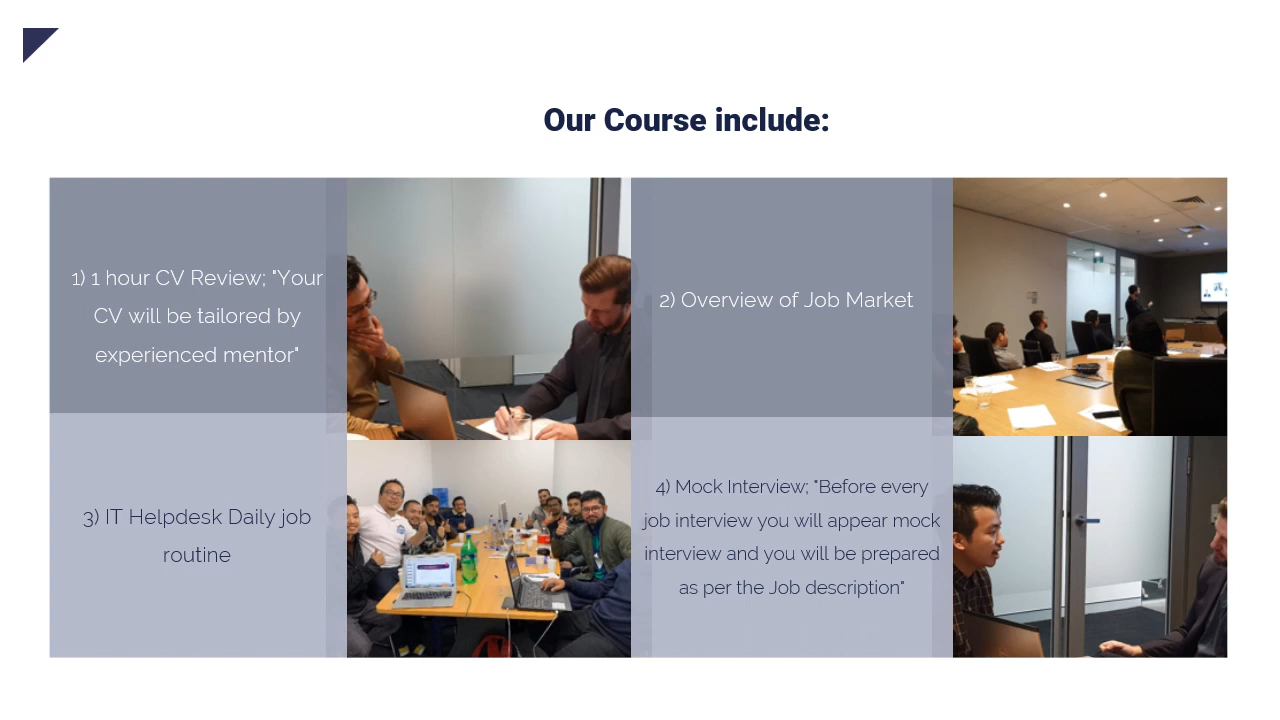 Our Course include:
1) 1 hour CV Review; "Your
CV will be tailored by
experienced mentor"
2) Overview of Job Market
3) IT Helpdesk Daily job
routine
4) Mock Interview; "Before every
job interview you will appear mock
interview and you will be prepared
as per the Job description"